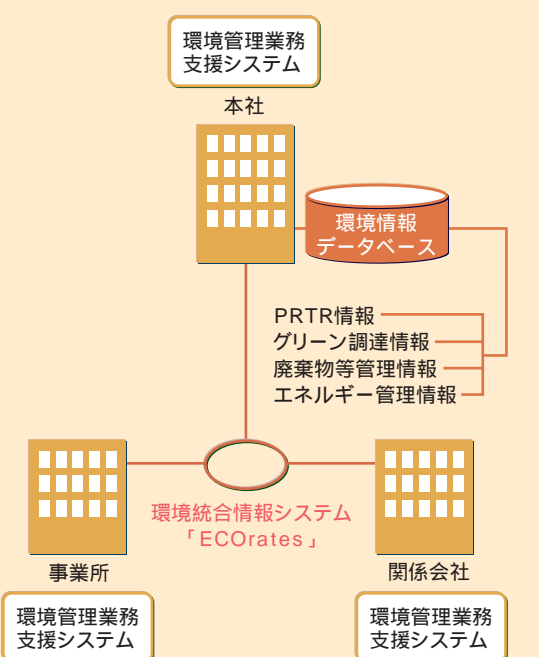 環境管理業務
支援システム
本社
環境情報
データベース
PRTR情報
グリーン調達情報
廃棄物等管理情報
エネルギー管理情報
環境統合情報システム
「ECOrates」
事業所
環境管理業務
支援システム
関係会社
環境管理業務
支援システム